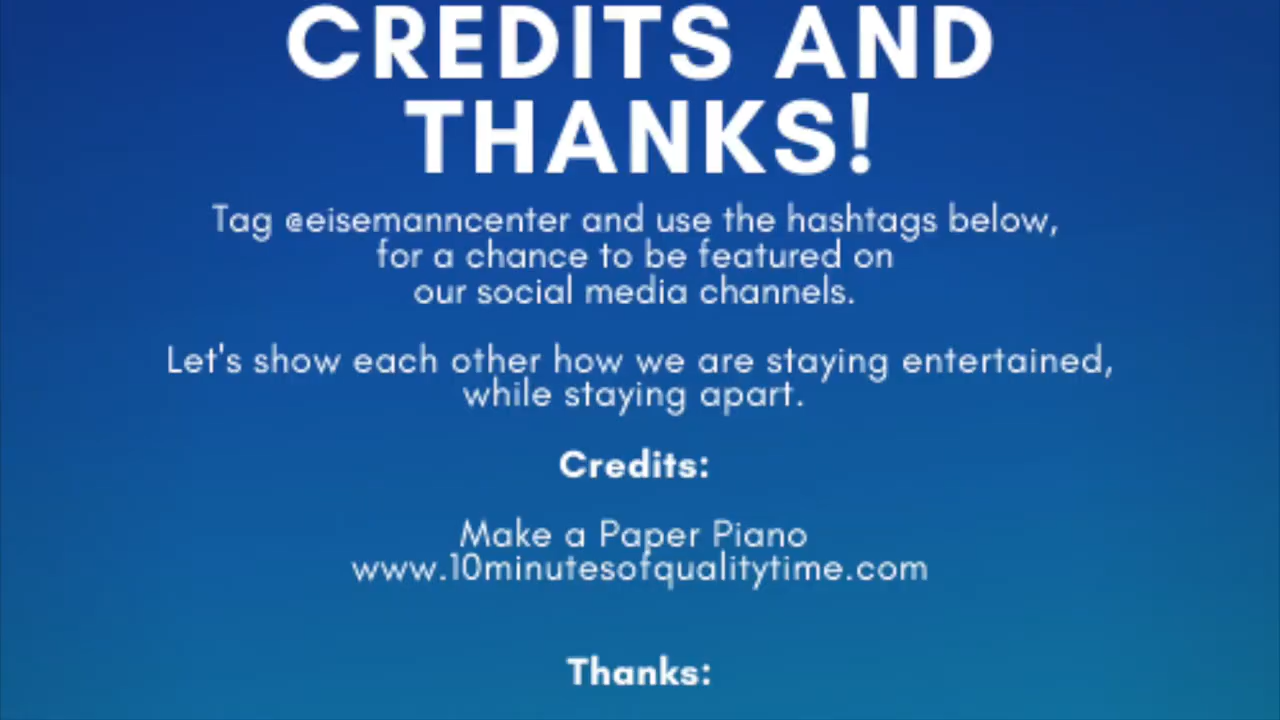 CREDITS AND
THANKS!
Tag @eisemanncenter and use the hashtags below,
for a chance to be featured on
our social media channels.
Let's show each other how we are staying entertained,
while staying apart.
Credits:
Make a Paper Piano
www.10minutesofqualitytime.com
Thanks: